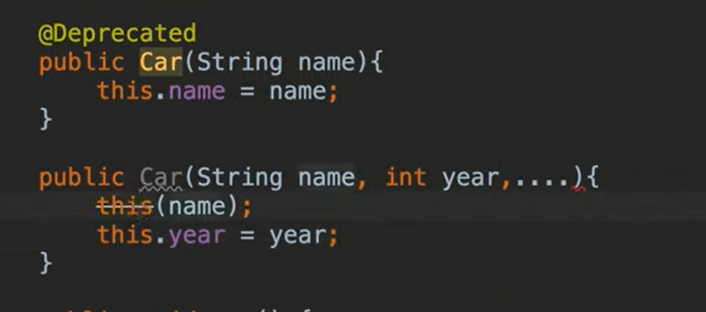 @Deprecated
public Car(String name){
this.name = name;
}
public Car(String name, int year,....){
this(name);
this.year = year;
}